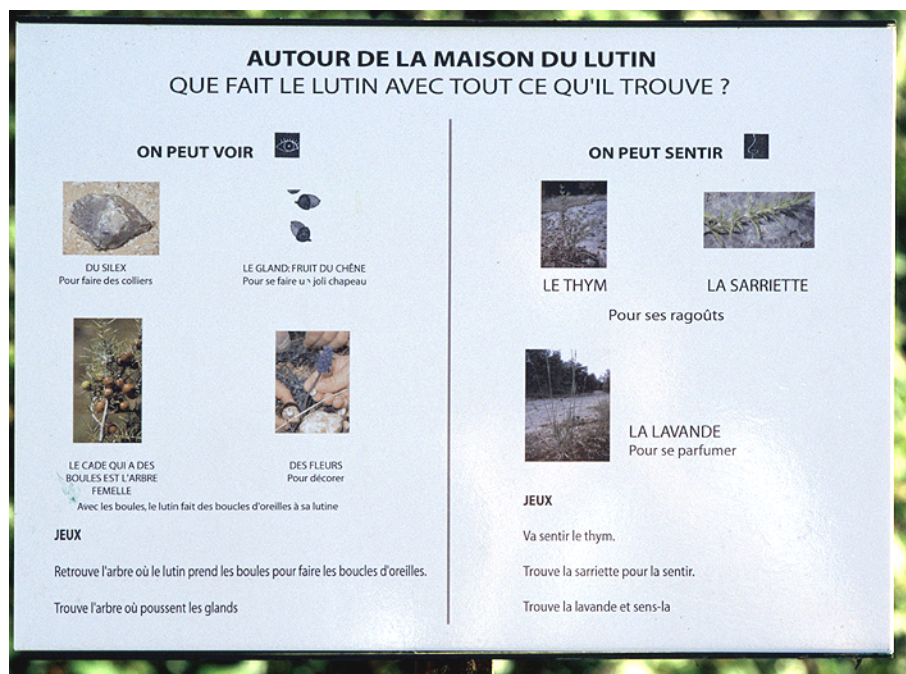 AUTOUR DE LA MAISON DU LUTIN
QUE FAIT LE LUTIN AVEC TOUT CE QU'IL TROUVE ?
ON PEUT VOIR
DU SILEX
Pour faire des colliers
LE GLAND: FRUIT DU CHÊNE
Pour se faire un joli chapeau
LE CADE QUI A DES
BOULES EST L'ARBRE
FEMELLE
DES FLEURS
Pour décorer
Avec les boules, le lutin fait des boucles d'oreilles à sa lutine
JEUX
Retrouve l'arbre où le lutin prend les boules pour faire les boucles d'oreilles.
Trouve l'arbre où poussent les glands
ON PEUT SENTIR
LE THYM
LA SARRIETTE
Pour ses ragoûts
LA LAVANDE
Pour se parfumer
JEUX
Va sentir le thym.
Trouve la sarriette pour la sentir.
Trouve la lavande et sens-la